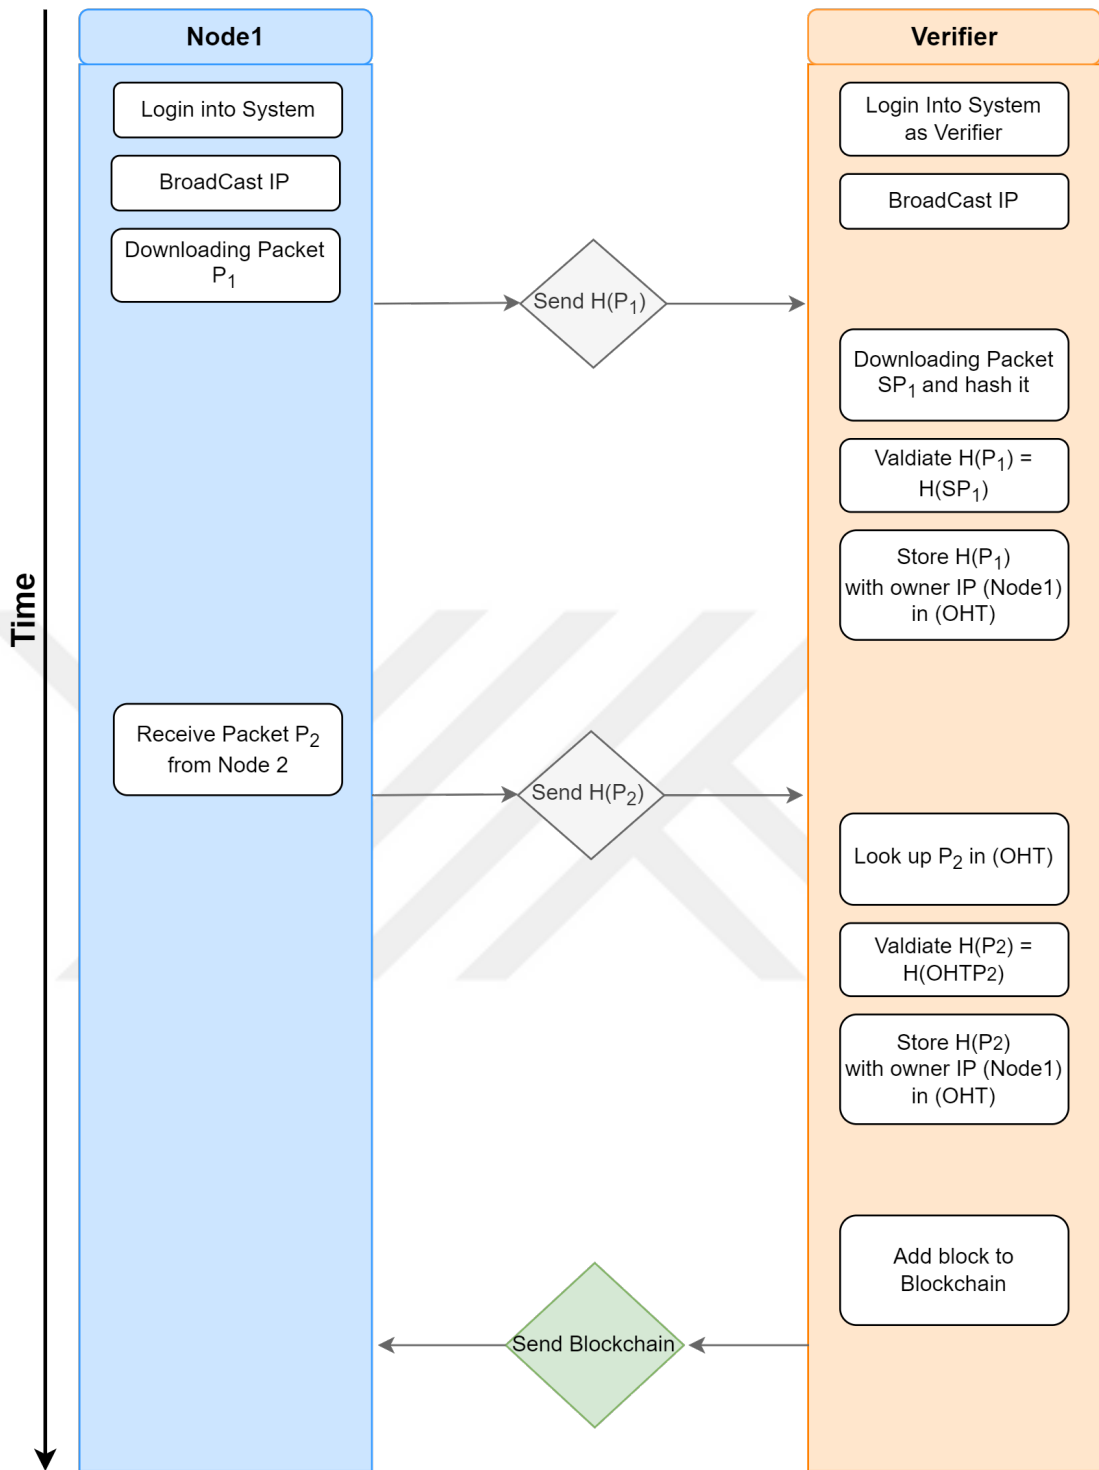 Node1
Verifier
Login into System
Login Into System
as Verifier
BroadCast IP
BroadCast IP
Downloading Packet
P1
Send H(P1)
Downloading Packet
SP1 and hash it
Valdiate H(P1) =
H(SP1)
Store H(P1)
with owner IP (Node1)
in (OHT)
Time
Receive Packet P2
from Node 2
Send H(P2)
Look up P2 in (OHT)
Valdiate H(P2) =
H(OHTP2)
Store H(P2)
with owner IP (Node1)
in (OHT)
Add block to
Blockchain
Send Blockchain